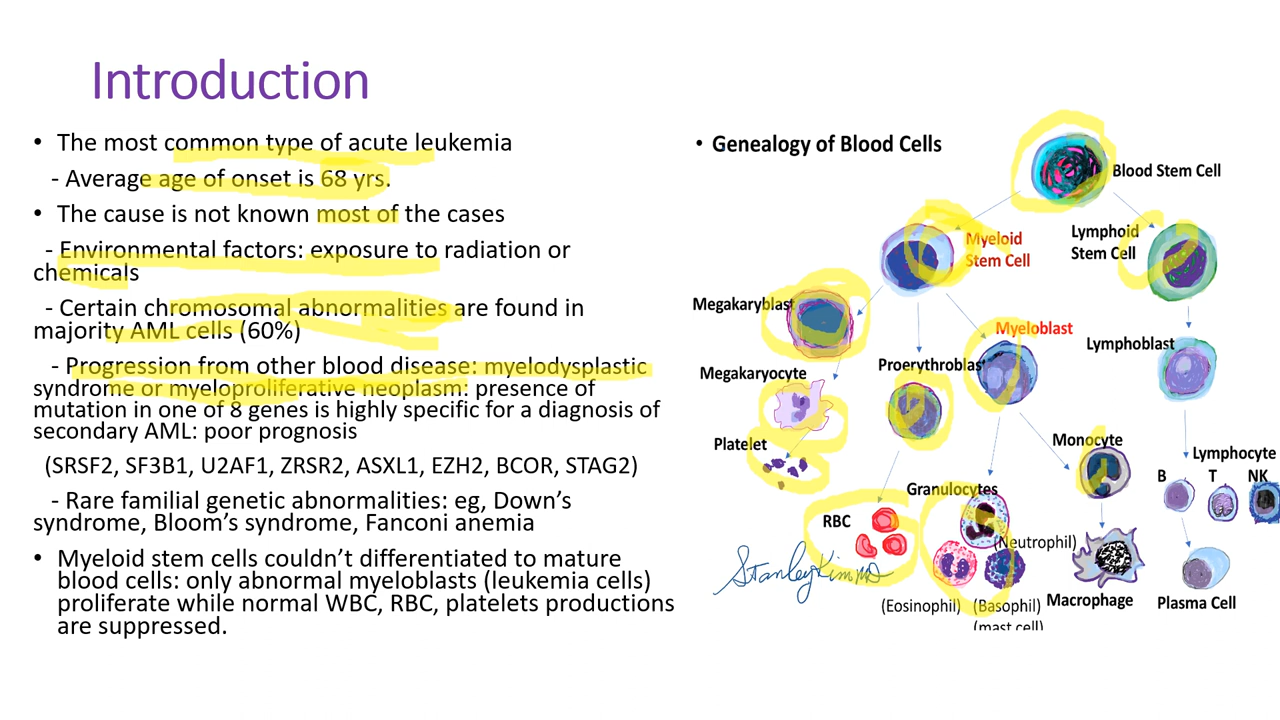 Introduction
• The most common type of acute leukemia
- Average age of onset is 68 yrs.
• The cause is not known most of the cases
- Environmental factors: exposure to radiation or
chemicals
- Certain chromosomal abnormalities are found in
majority AML cells (60%)
- Progression from other blood disease: myelodysplastic
syndrome or myeloproliferative neoplasm: presence of
mutation in one of 8 genes is highly specific for a diagnosis of
secondary AML: poor prognosis
(SRSF2, SF3B1, U2AF1, ZRSR2, ASXL1, EZH2, BCOR, STAG2)
- Rare familial genetic abnormalities: eg, Down’s
syndrome, Bloom’s syndrome, Fanconi anemia
• Myeloid stem cells couldn’t differentiated to mature
blood cells: only abnormal myeloblasts (leukemia cells)
proliferate while normal WBC, RBC, platelets productions
are suppressed.
• Genealogy of Blood Cells
Blood Stem Cell
Myeloid
Stem Cell
Lymphoid
Stem Cell
Megakaryblast
Myeloblast
Lymphoblast
Proerythroblast
Megakaryocyte
Platelet
Monocyte
Lymphocyte
B T NK
Granulocytes
RBC
(Neutrophil)
Stanley Kim MD
(Eosinophil) (Basophil)
(mast cell)
Macrophage
Plasma Cell